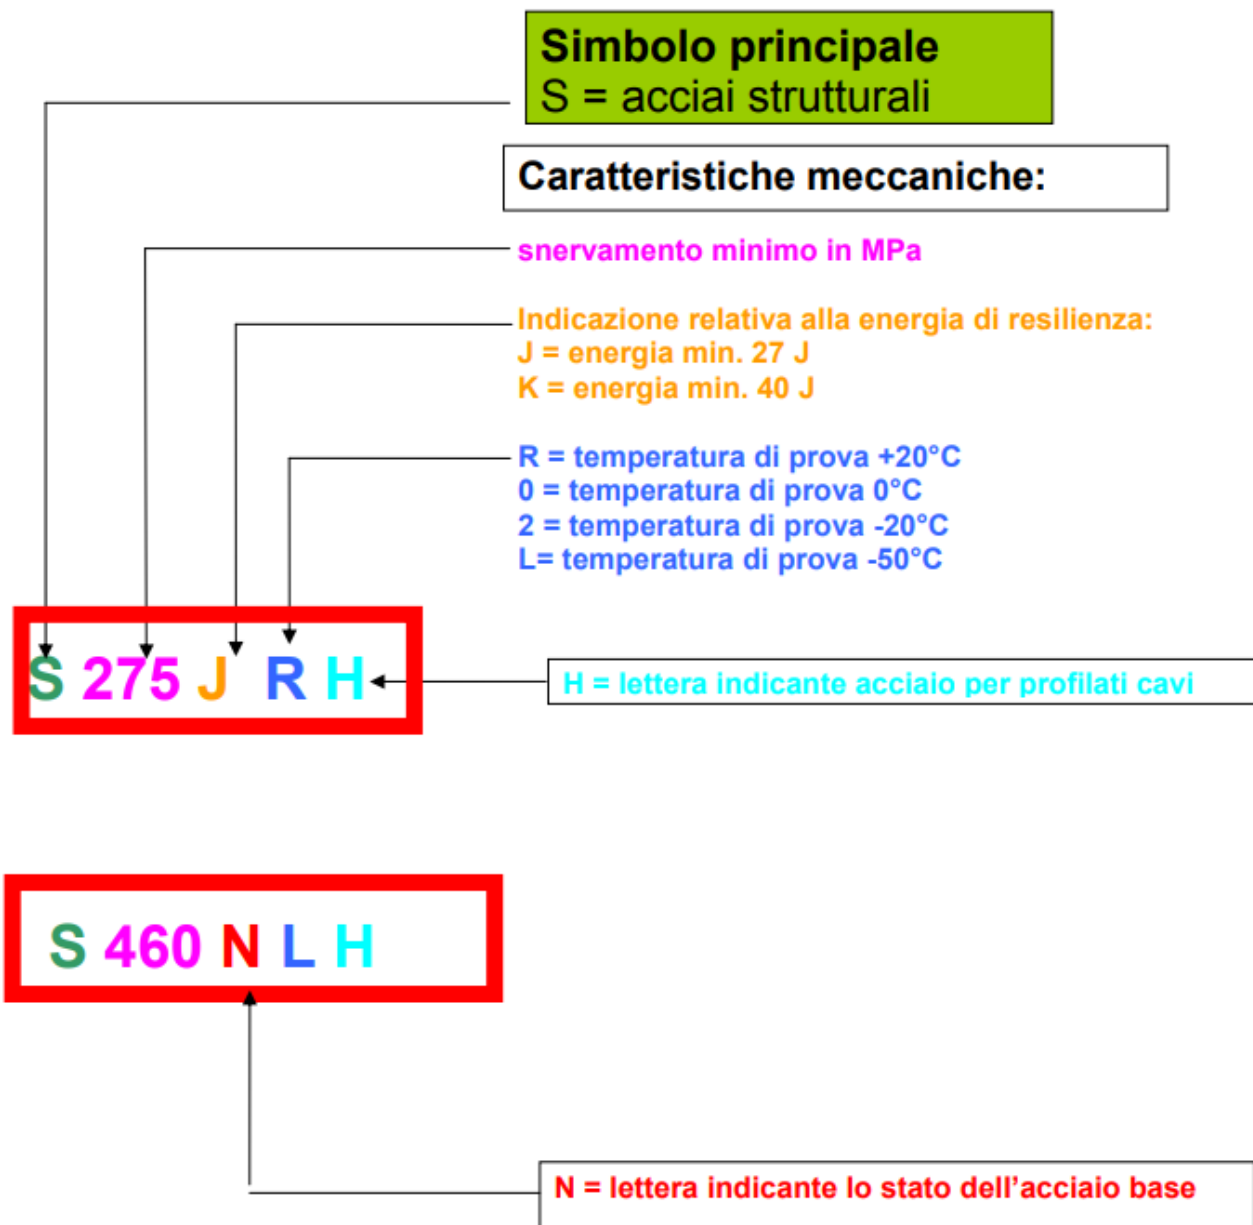 Simbolo principale
S = acciai strutturali
Caratteristiche meccaniche:
snervamento minimo in MPa
Indicazione relativa alla energia di resilienza:
J = energia min. 27 J
K = energia min. 40 J
R = temperatura di prova +20°C
0 = temperatura di prova 0°C
2 = temperatura di prova -20°C
L= temperatura di prova -50°C
S 275 J R H
H = lettera indicante acciaio per profilati cavi
S 460 N L H
N = lettera indicante lo stato dell'acciaio base